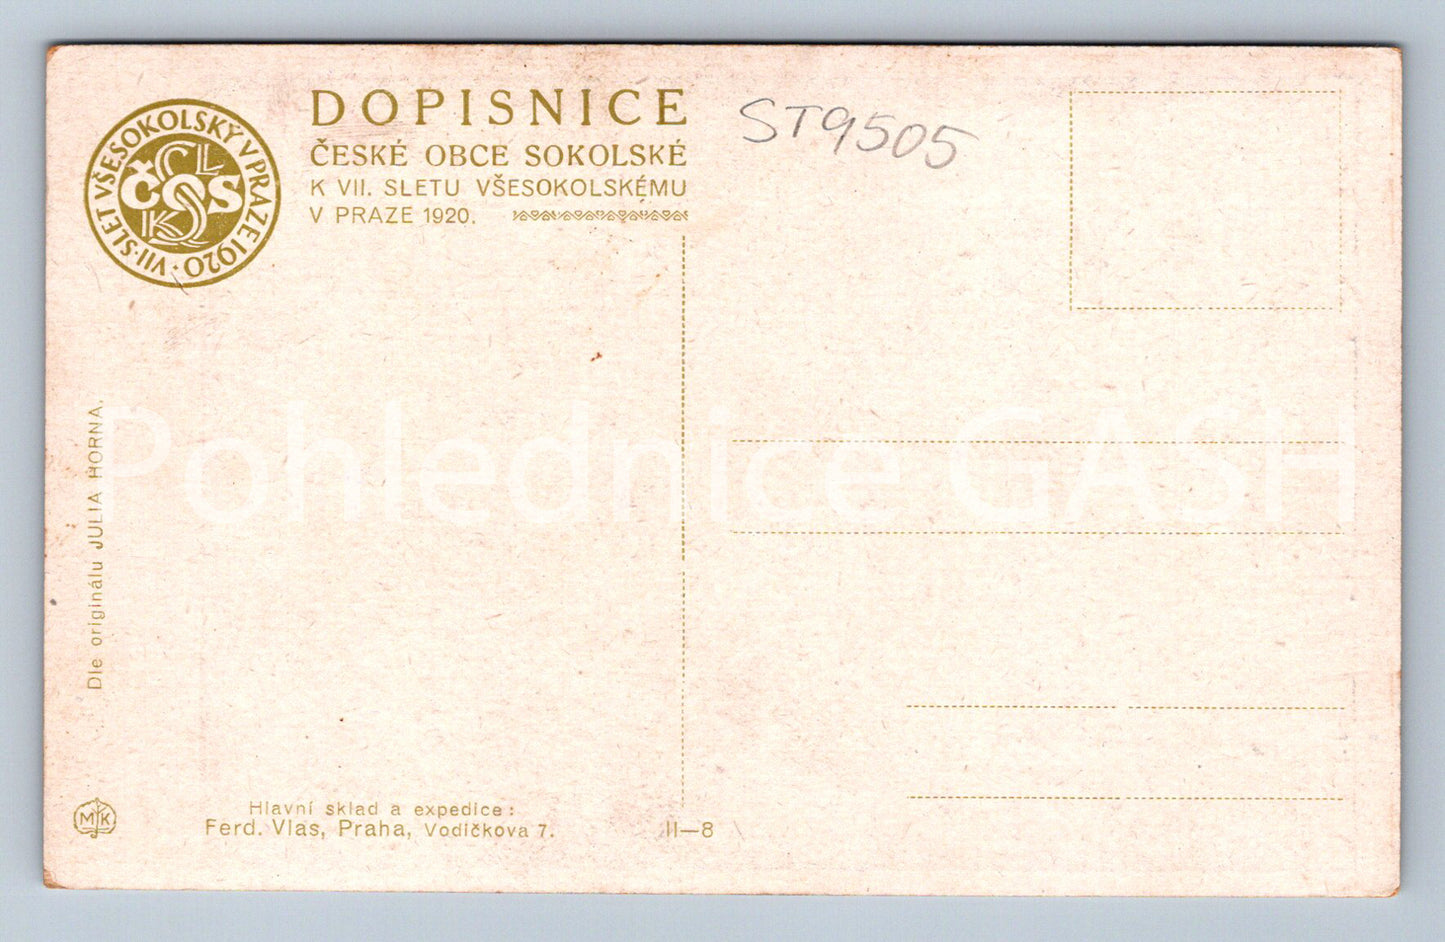 VII. SLET VŠESOKOLSKÝ V PRAZE 1920 ·
ČOS
DOPISNICE
ČESKÉ OBCE SOKOLSKÉ
K VII. SLETU VŠESOKOLSKÉMU
V PRAZE 1920.
ST9505
Dle originálu JULIA HORNA.
Pohlednice GASH
MK
Hlavní sklad a expedice:
Ferd. Vlas, Praha, Vodičkova 7.
II—8